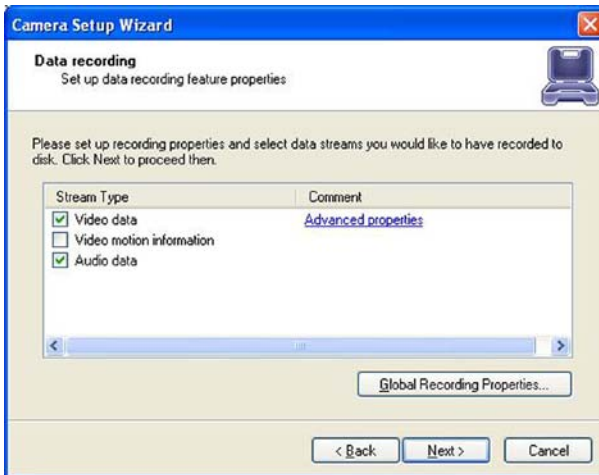 Camera Setup Wizard
Data recording
Set up data recording feature properties
Please set up recording properties and select data streams you would like to have recorded to
disk. Click Next to proceed then.
Stream Type Comment
Video data Advanced properties
Video motion information
Audio data
Global Recording Properties...
< Back Next > Cancel